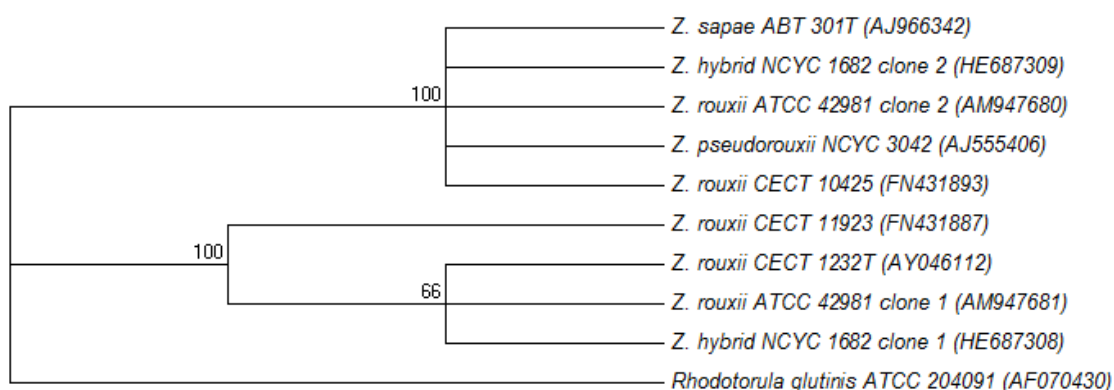 Z. sapae ABT 301T (AJ966342)
Z. hybrid NCYC 1682 clone 2 (HE687309)
100
Z. rouxii ATCC 42981 clone 2 (AM947680)
Z. pseudorouxii NCYC 3042 (AJ555406)
Z. rouxii CECT 10425 (FN431893)
Z. rouxii CECT 11923 (FN431887)
100
Z. rouxii CECT 1232T (AY046112)
66
Z. rouxii ATCC 42981 clone 1 (AM947681)
Z. hybrid NCYC 1682 clone 1 (HE687308)
Rhodotorula glutinis ATCC 204091 (AF070430)